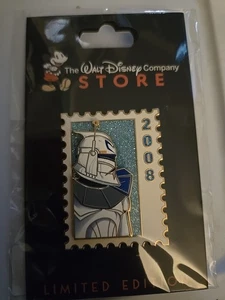 The WALT DISNEY Company
STORE
2008
LIMITED EDITION